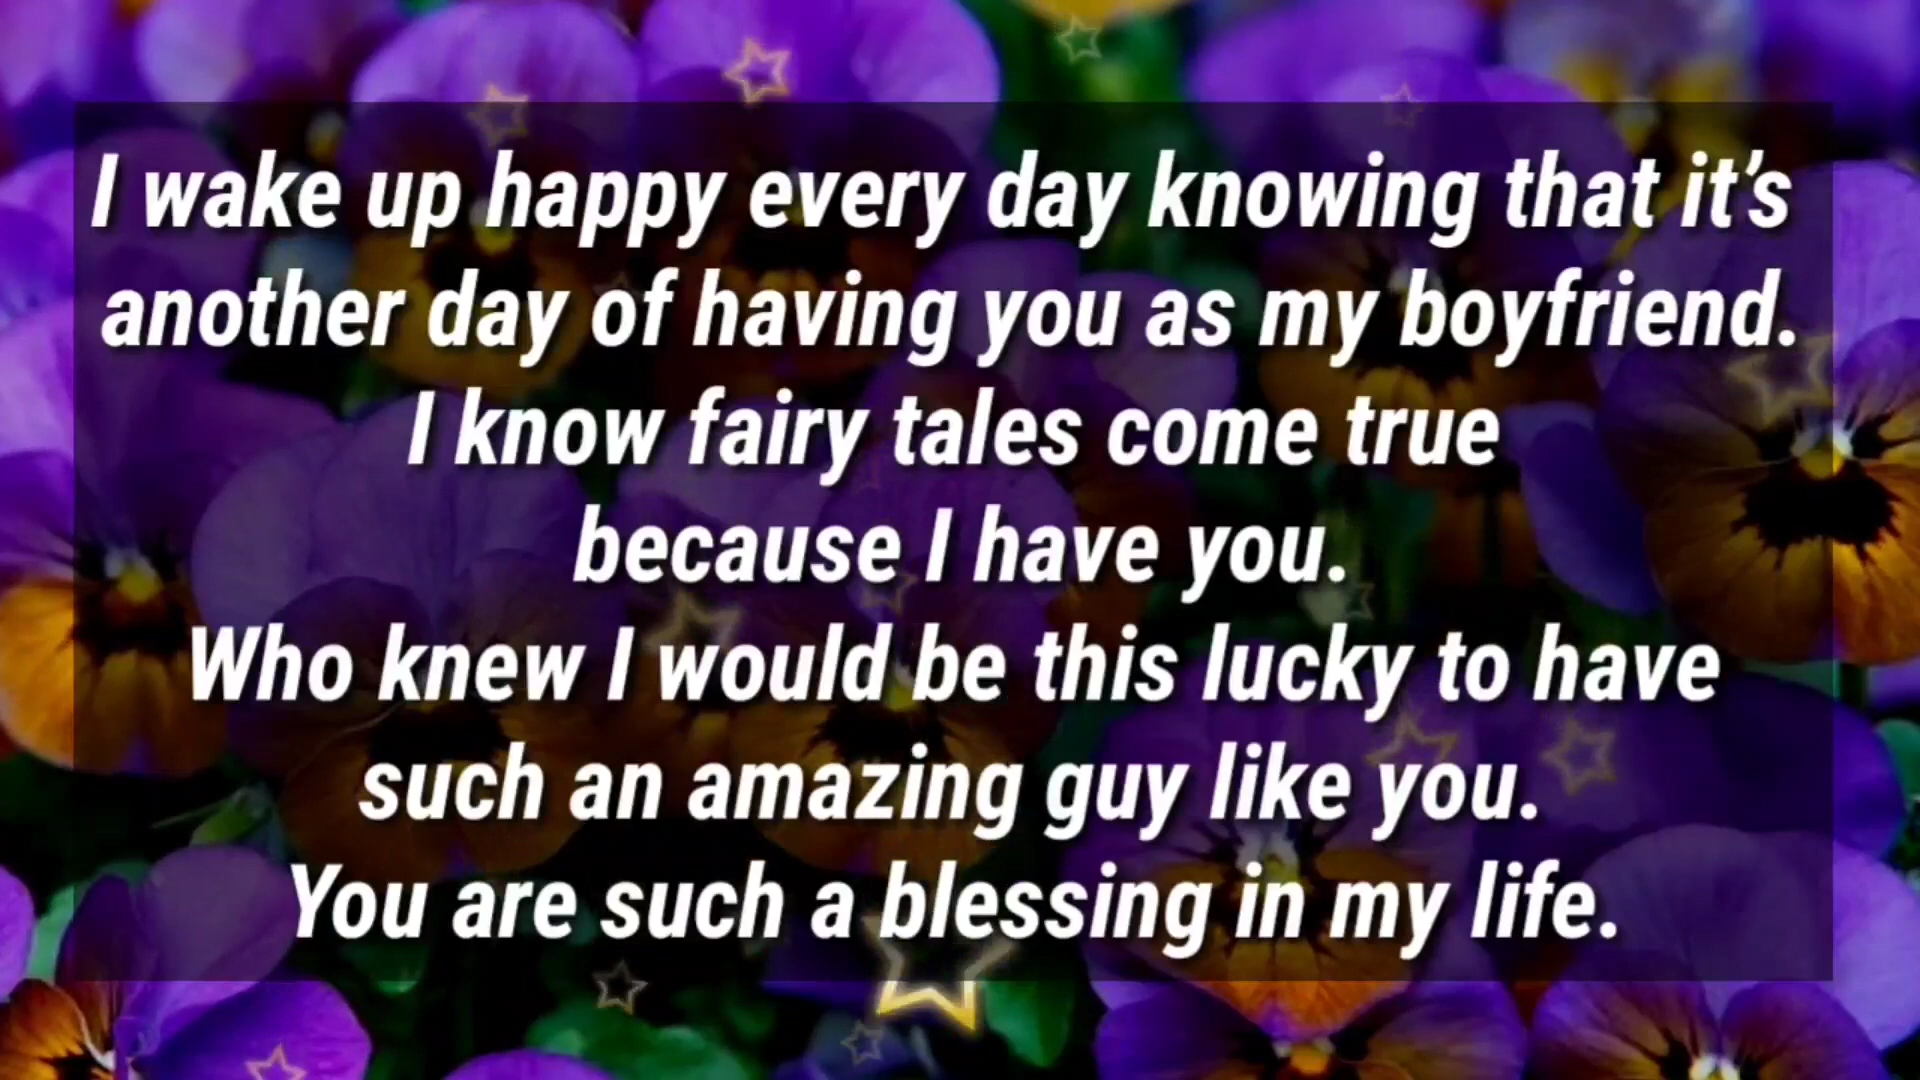 I wake up happy every day knowing that it’s
another day of having you as my boyfriend.
I know fairy tales come true
because I have you.
Who knew I would be this lucky to have
such an amazing guy like you.
You are such a blessing in my life.